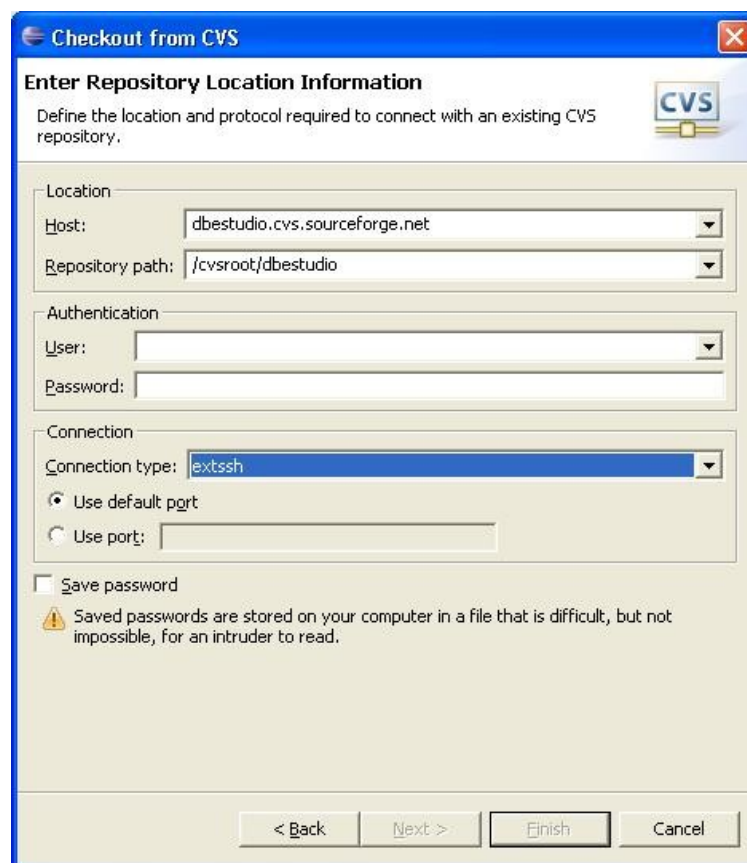 Checkout from CVS
Enter Repository Location Information
Define the location and protocol required to connect with an existing CVS
repository.
CVS
Location
Host: dbestudio.cvs.sourceforge.net
Repository path: /cvsroot/dbestudio
Authentication
User:
Password:
Connection
Connection type: extssh
Use default port
Use port:
Save password
Saved passwords are stored on your computer in a file that is difficult, but not
impossible, for an intruder to read.
< Back Next > Finish Cancel